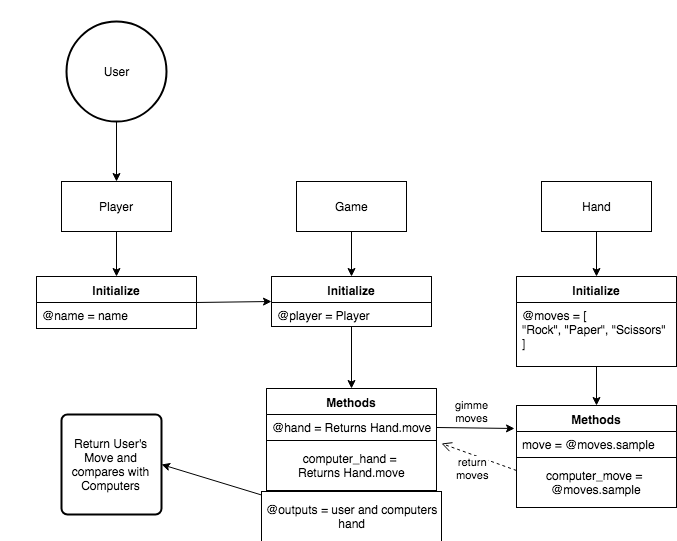 User
Player
Game
Hand
Initialize
@name = name
Initialize
@player = Player
Initialize
@moves = [
"Rock", "Paper", "Scissors"
]
Methods
@hand = Returns Hand.move
computer_hand =
Returns Hand.move
@outputs = user and computers
hand
gimme
moves
return
moves
Methods
move = @moves.sample
computer_move =
@moves.sample
Return User's
Move and
compares with
Computers